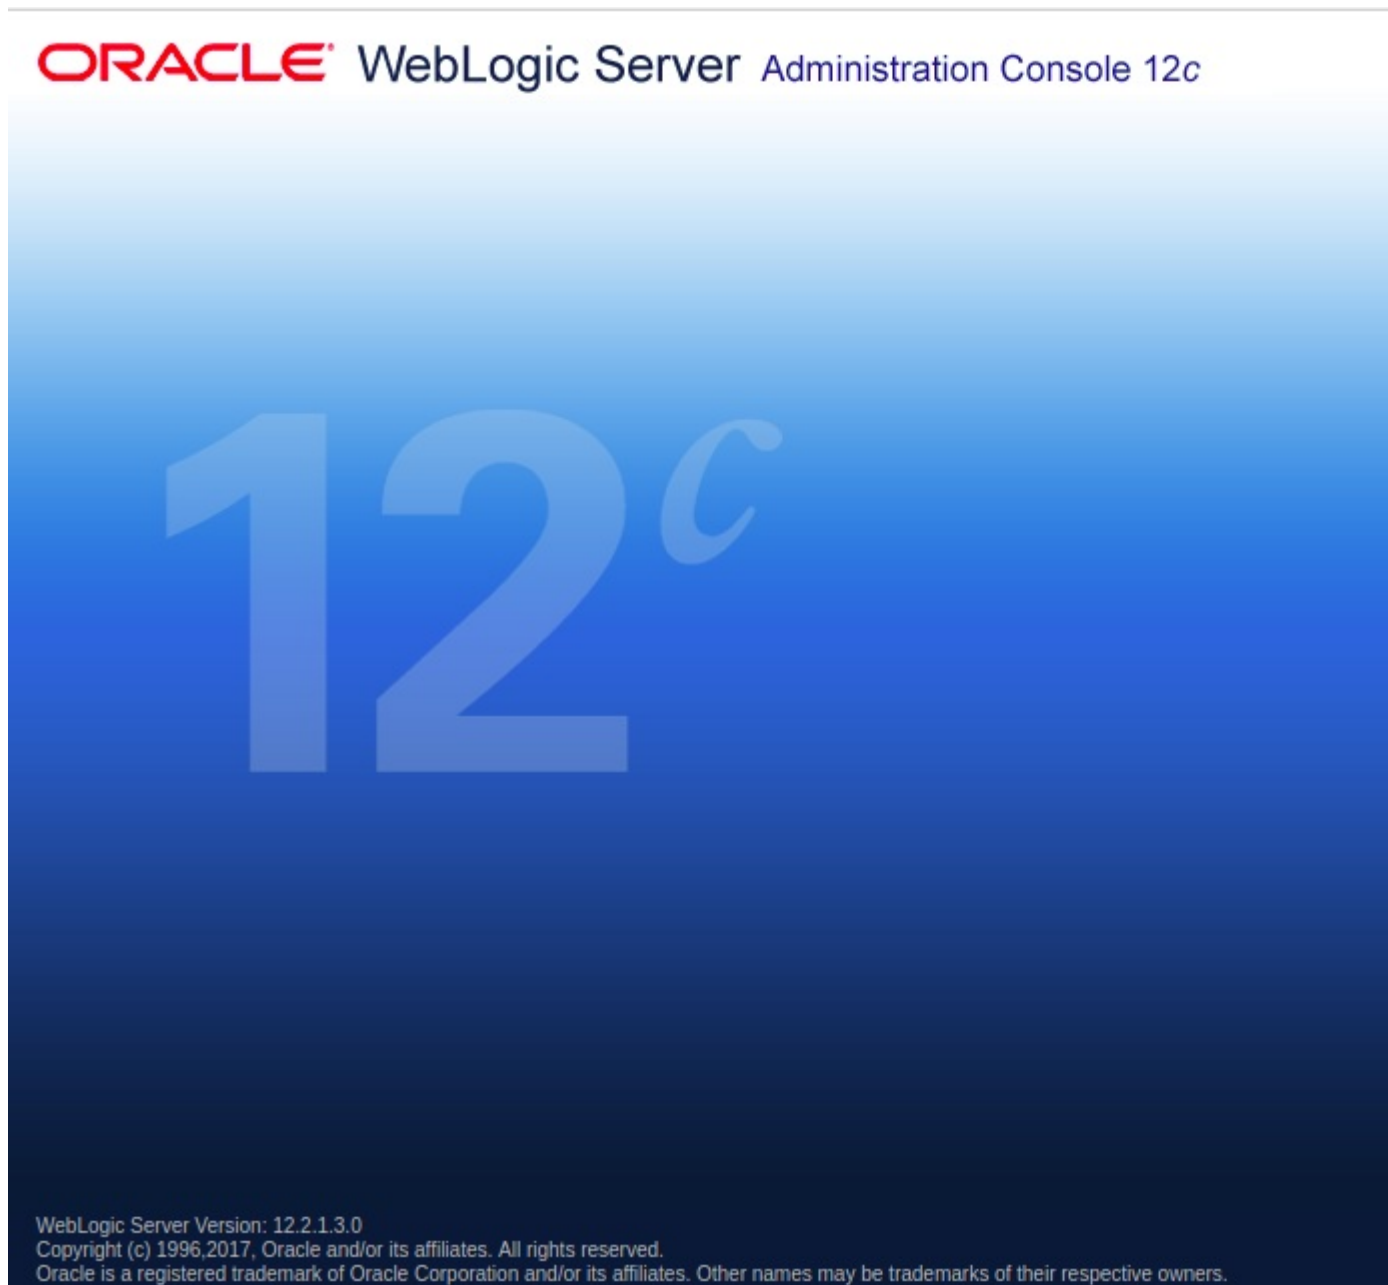 ORACLE® WebLogic Server Administration Console 12c
12c
WebLogic Server Version: 12.2.1.3.0
Copyright (c) 1996,2017, Oracle and/or its affiliates. All rights reserved.
Oracle is a registered trademark of Oracle Corporation and/or its affiliates. Other names may be trademarks of their respective owners.